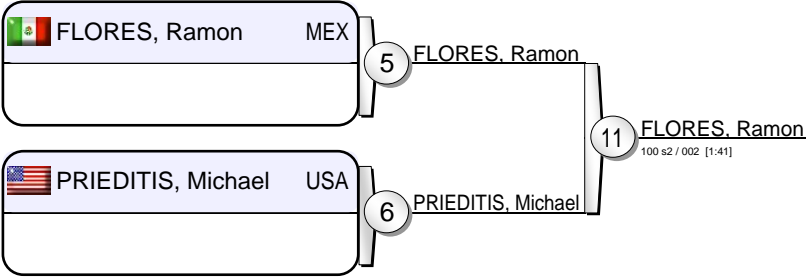 FLORES, Ramon MEX
5
FLORES, Ramon
11
FLORES, Ramon
100 s2 / 002 [1:41]
PRIEDITIS, Michael USA
6
PRIEDITIS, Michael